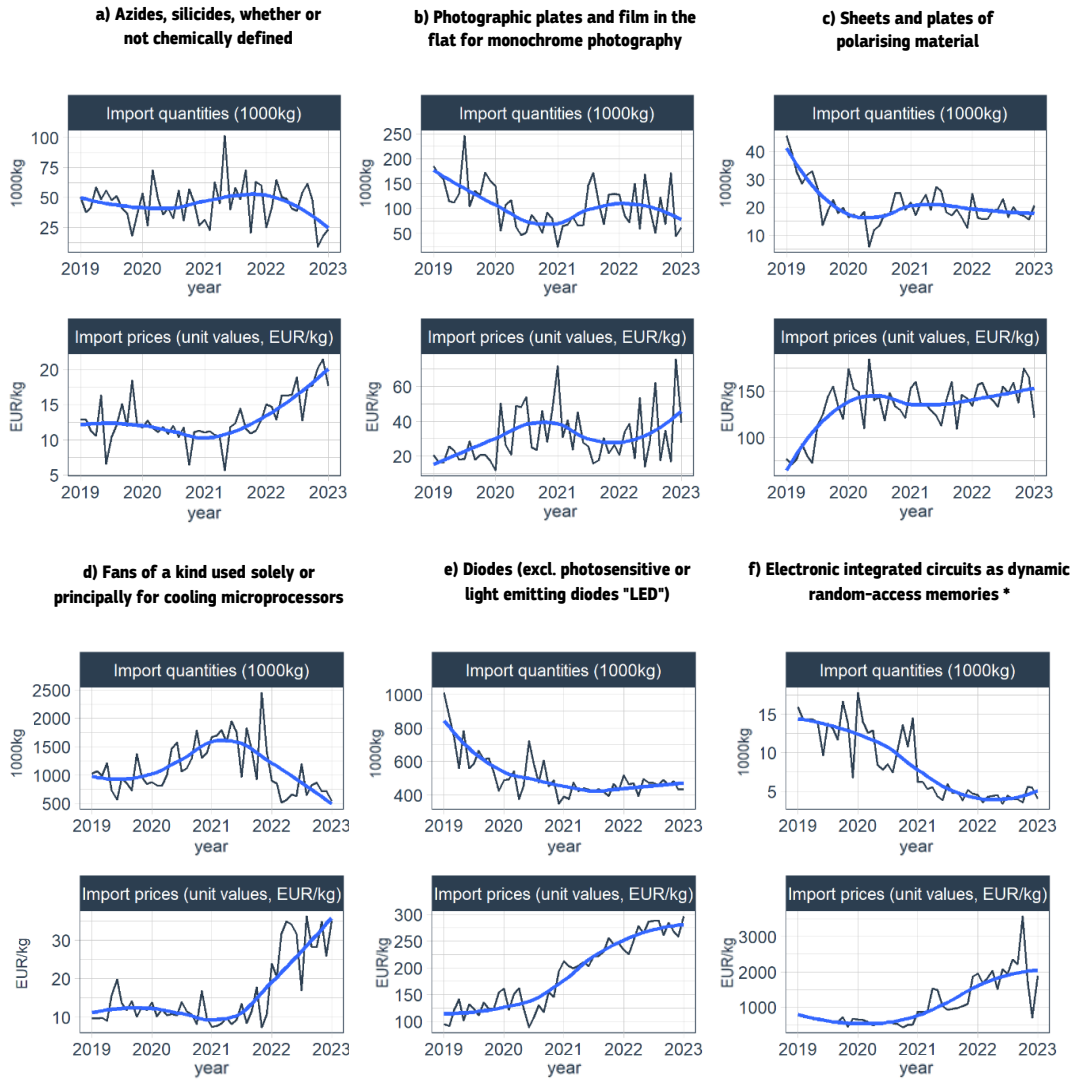 a) Azides, silicides, whether or
not chemically defined
Import quantities (1000kg)
1000kg
100
75
50
25
2019 2020 2021 2022 2023
year
Import prices (unit values, EUR/kg)
EUR/kg
20
15
10
5
2019 2020 2021 2022 2023
year
b) Photographic plates and film in the
flat for monochrome photography
Import quantities (1000kg)
1000kg
250
200
150
100
50
2019 2020 2021 2022 2023
year
Import prices (unit values, EUR/kg)
EUR/kg
60
40
20
2019 2020 2021 2022 2023
year
c) Sheets and plates of
polarising material
Import quantities (1000kg)
1000kg
40
30
20
10
2019 2020 2021 2022 2023
year
Import prices (unit values, EUR/kg)
EUR/kg
150
100
2019 2020 2021 2022 2023
year
d) Fans of a kind used solely or
principally for cooling microprocessors
Import quantities (1000kg)
1000kg
2500
2000
1500
1000
500
2019 2020 2021 2022 2023
year
Import prices (unit values, EUR/kg)
EUR/kg
30
20
10
2019 2020 2021 2022 2023
year
e) Diodes (excl. photosensitive or
light emitting diodes "LED")
Import quantities (1000kg)
1000kg
1000
800
600
400
2019 2020 2021 2022 2023
year
Import prices (unit values, EUR/kg)
EUR/kg
300
250
200
150
100
2019 2020 2021 2022 2023
year
f) Electronic integrated circuits as dynamic
random-access memories *
Import quantities (1000kg)
1000kg
15
10
5
2019 2020 2021 2022 2023
year
Import prices (unit values, EUR/kg)
EUR/kg
3000
2000
1000
2019 2020 2021 2022 2023
year